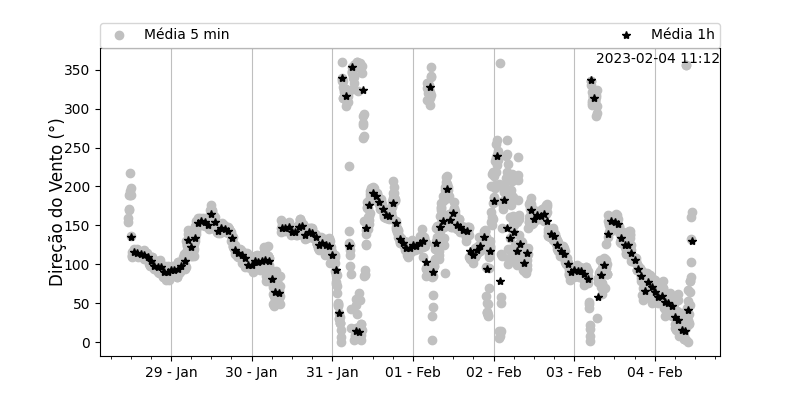 Média 5 min
Média 1h
2023-02-04 11:12
Direção do Vento (°)
350
300
250
200
150
100
50
0
29 - Jan
30 - Jan
31 - Jan
01 - Feb
02 - Feb
03 - Feb
04 - Feb